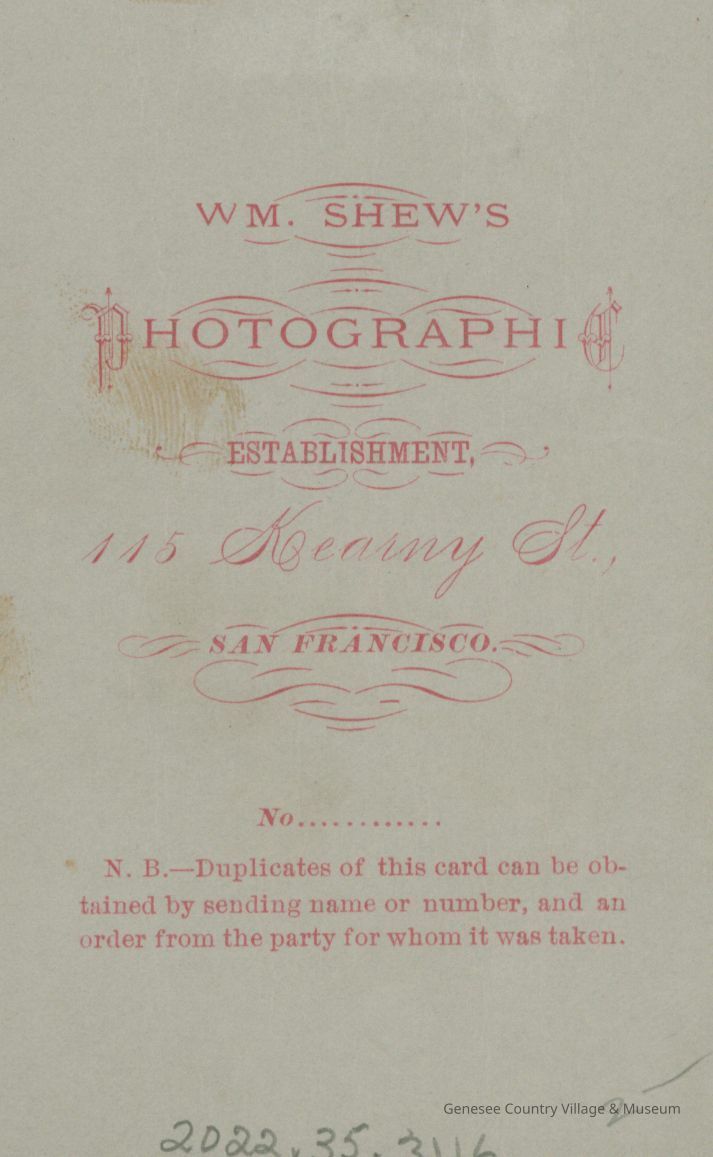 WM. SHEW'S
PHOTOGRAPHIC
ESTABLISHMENT,
115 Kearny St.,
SAN FRANCISCO.
No............
N. B.—Duplicates of this card can be ob-
tained by sending name or number, and an
order from the party for whom it was taken.
Genesee Country Village & Museum
2022.35.3116